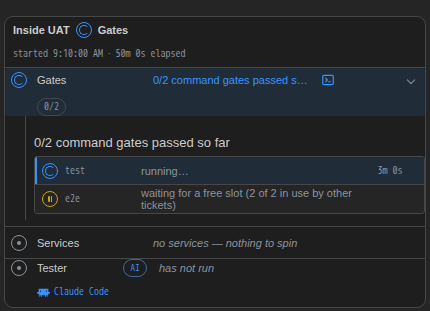 Inside UAT Gates
started 9:10:00 AM · 50m 0s elapsed
Gates 0/2 command gates passed s…
0/2
0/2 command gates passed so far
test running… 3m 0s
e2e waiting for a free slot (2 of 2 in use by other
tickets)
Services no services — nothing to spin
Tester AI has not run
Claude Code